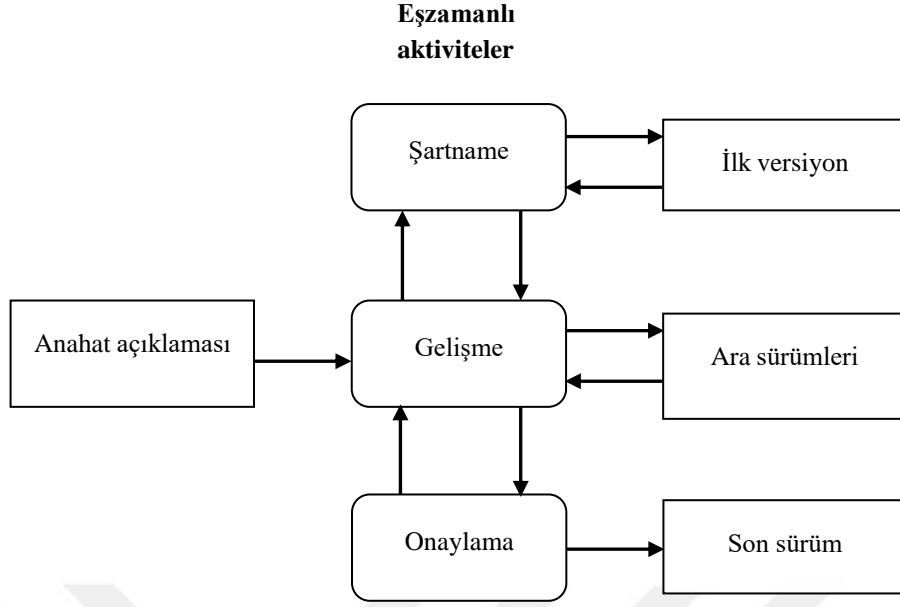 Eşzamanlı
aktiviteler
Şartname
İlk versiyon
Anahat açıklaması
Gelişme
Ara sürümleri
Onaylama
Son sürüm